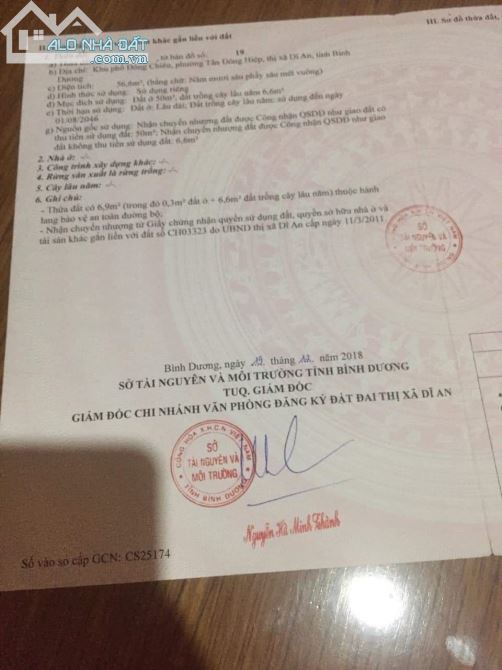 ALO NHÀ ĐẤT
.COM.VN
khác gắn liền với đất
III. Sơ đồ thửa đất,
, tờ bản đồ số: 19
b) Địa chỉ: Khu phố Đông Chiêu, phường Tân Đông Hiệp, thị xã Dĩ An, tỉnh Bình
Dương
c) Diện tích: 56,6m², (bằng chữ: Năm mươi sáu phẩy sáu mét vuông)
d) Hình thức sử dụng: Sử dụng riêng
đ) Mục đích sử dụng: Đất ở 50m²; đất trồng cây lâu năm 6,6m²
e) Thời hạn sử dụng: Đất ở: Lâu dài; Đất trồng cây lâu năm: sử dụng đến ngày
01/08/2046
g) Nguồn gốc sử dụng: Nhận chuyển nhượng đất được Công nhận QSDĐ như giao đất có
thu tiền sử dụng đất: 50m²; Nhận chuyển nhượng đất được Công nhận QSDĐ như giao
đất không thu tiền sử dụng đất: 6,6m²
2. Nhà ở: -/-
3. Công trình xây dựng khác: -/-
4. Rừng sản xuất là rừng trồng: -/-
5. Cây lâu năm: -/-
6. Ghi chú:
- Thửa đất có 6,9m² (trong đó 0,3m² đất ở + 6,6m² đất trồng cây lâu năm) thuộc hành
lang bảo vệ an toàn đường bộ;
- Nhận chuyển nhượng từ Giấy chứng nhận quyền sử dụng đất, quyền sở hữu nhà ở và
tài sản khác gắn liền với đất số CH03323 do UBND thị xã Dĩ An cấp ngày 11/3/2011.
SỞ
TÀI NGUYÊN VÀ
MÔI TRƯỜNG
Bình Dương, ngày 19 tháng 12 năm 2018
SỞ TÀI NGUYÊN VÀ MÔI TRƯỜNG TỈNH BÌNH DƯƠNG
TUQ. GIÁM ĐỐC
GIÁM ĐỐC CHI NHÁNH VĂN PHÒNG ĐĂNG KÝ ĐẤT ĐAI THỊ XÃ DĨ AN
CỘNG HÒA X.H.C.N VIỆT NAM
SỞ
TÀI NGUYÊN VÀ
MÔI TRƯỜNG
TỈNH BÌNH DƯƠNG
Nguyễn Hà Minh Thành
Số vào sổ cấp GCN: CS25174